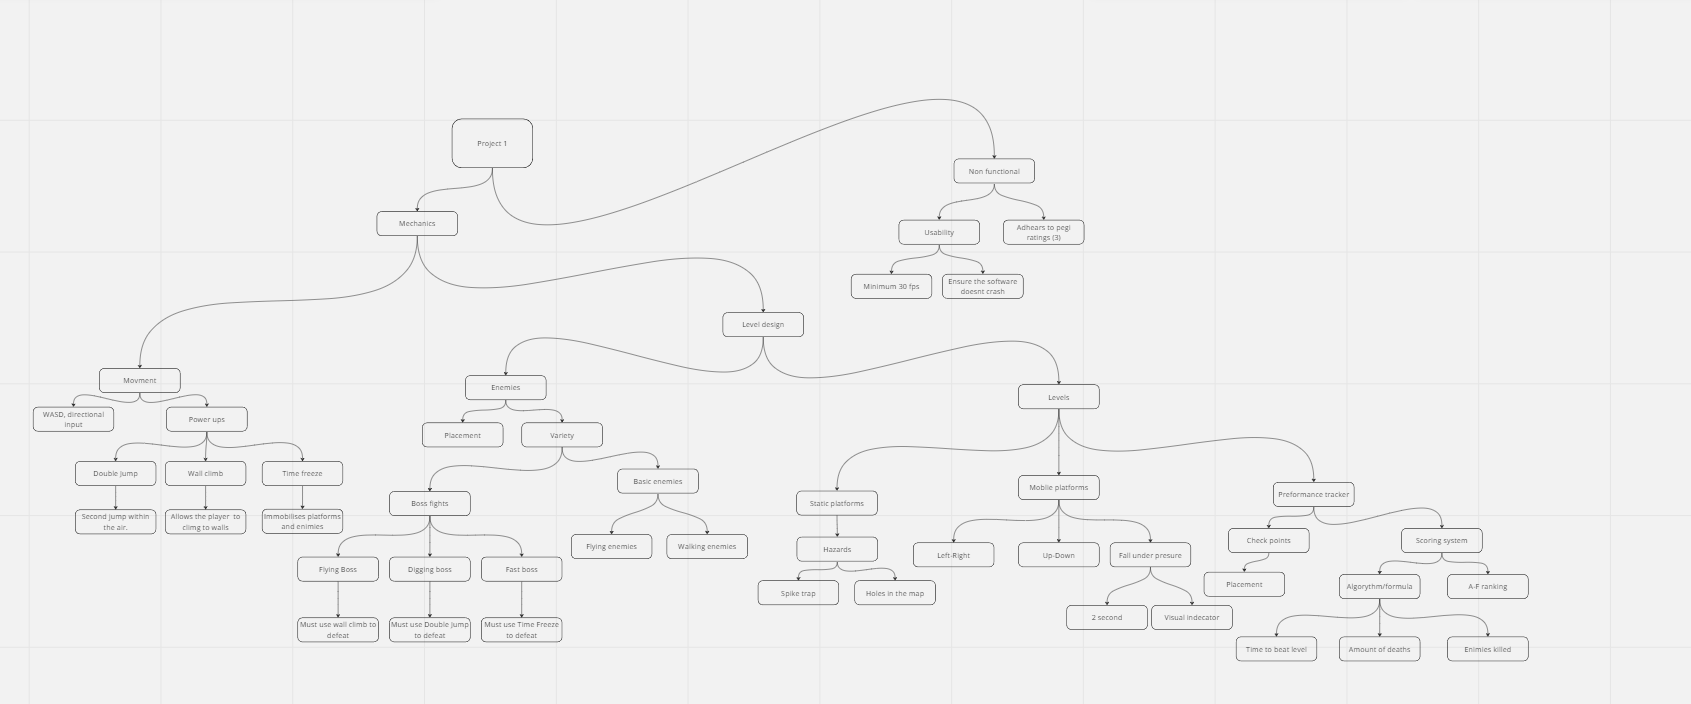 Project 1
Non functional
Mechanics
Usability
Adhears to pegi
ratings (3)
Minimum 30 fps
Ensure the software
doesnt crash
Level design
Movment
Enemies
Levels
WASD, directional
input
Power ups
Placement
Variety
Double jump
Wall climb
Time freeze
Basic enemies
Boss fights
Static platforms
Moblie platforms
Preformance tracker
Second jump within
the air.
Allows the player to
climg to walls
Immobilises platforms
and enimies
Flying enemies
Walking enemies
Hazards
Left-Right
Up-Down
Fall under presure
Check points
Scoring system
Flying Boss
Digging boss
Fast boss
Spike trap
Holes in the map
Placement
Algorythm/formula
A-F ranking
Must use wall climb to
defeat
Must use Double jump
to defeat
Must use Time Freeze
to defeat
2 second
Visual indecator
Time to beat level
Amount of deaths
Enimies killed